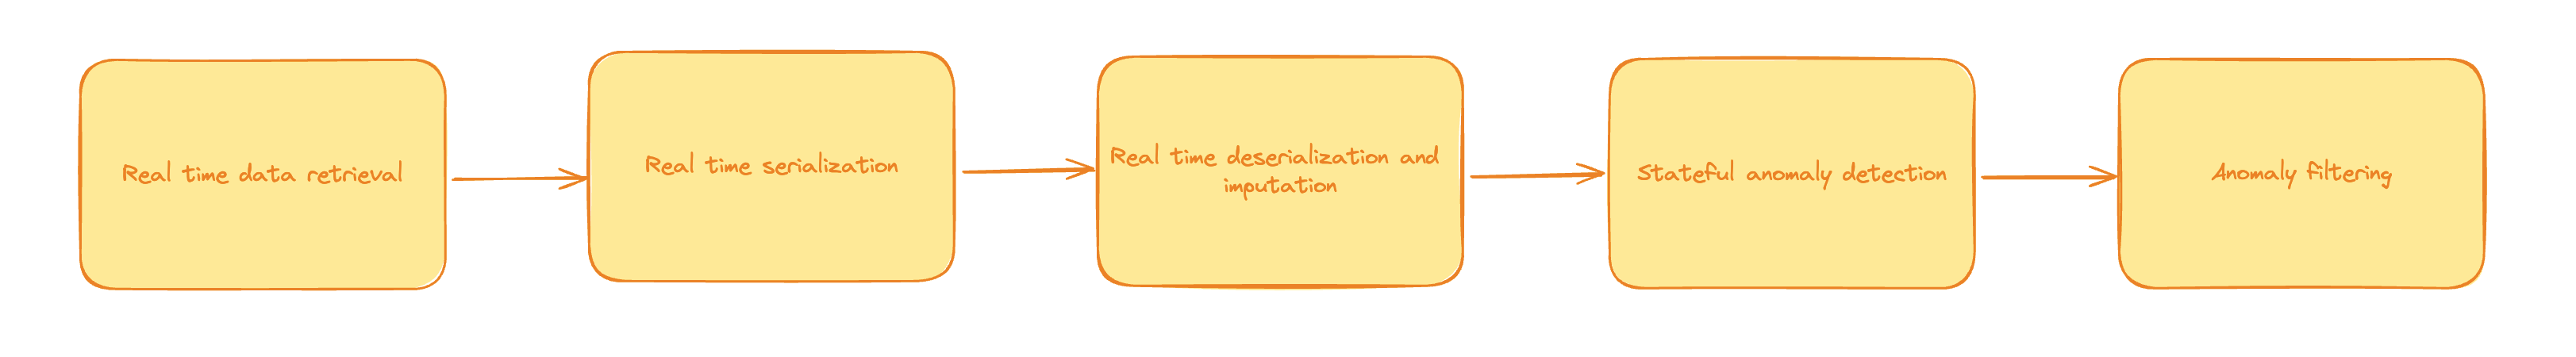 Real time data retrieval
Real time serialization
Real time deserialization and
imputation
Stateful anomaly detection
Anomaly filtering